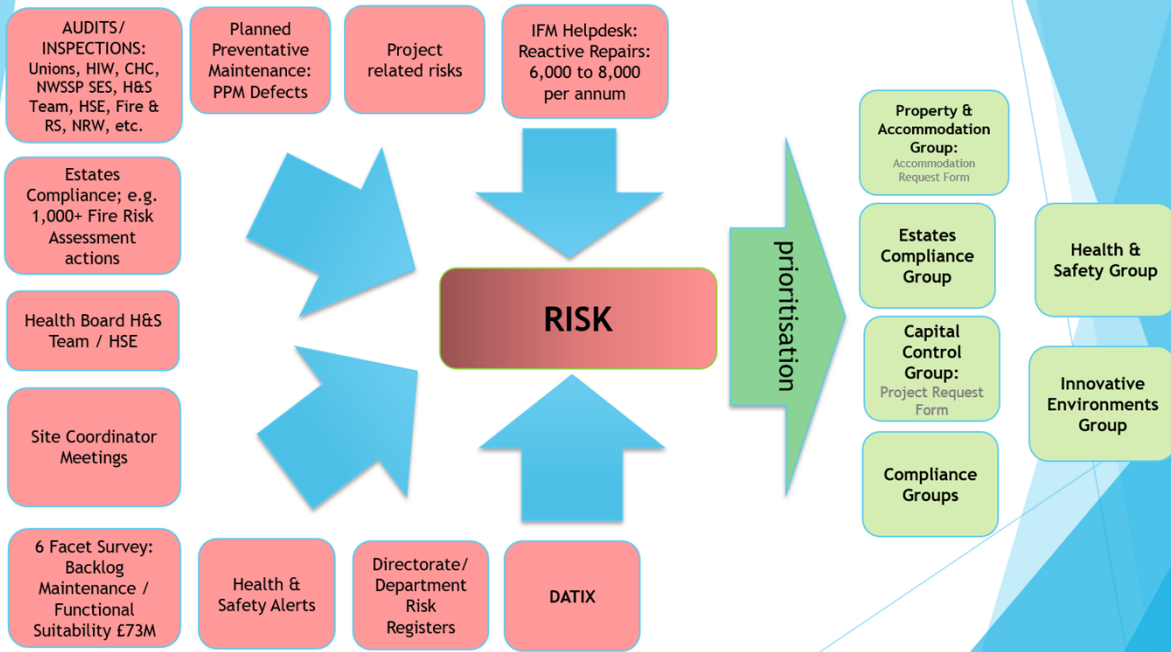 AUDITS/
INSPECTIONS:
Unions, HIW, CHC,
NWSSP SES, H&S
Team, HSE, Fire &
RS, NRW, etc.
Planned
Preventative
Maintenance:
PPM Defects
Project
related risks
IFM Helpdesk:
Reactive Repairs:
6,000 to 8,000
per annum
Estates
Compliance; e.g.
1,000+ Fire Risk
Assessment
actions
Health Board H&S
Team / HSE
Site Coordinator
Meetings
6 Facet Survey:
Backlog
Maintenance /
Functional
Suitability £73M
Health &
Safety Alerts
Directorate/
Department
Risk
Registers
DATIX
RISK
prioritisation
Property &
Accommodation
Group:
Accommodation
Request Form
Estates
Compliance
Group
Capital
Control
Group:
Project Request
Form
Compliance
Groups
Health &
Safety Group
Innovative
Environments
Group